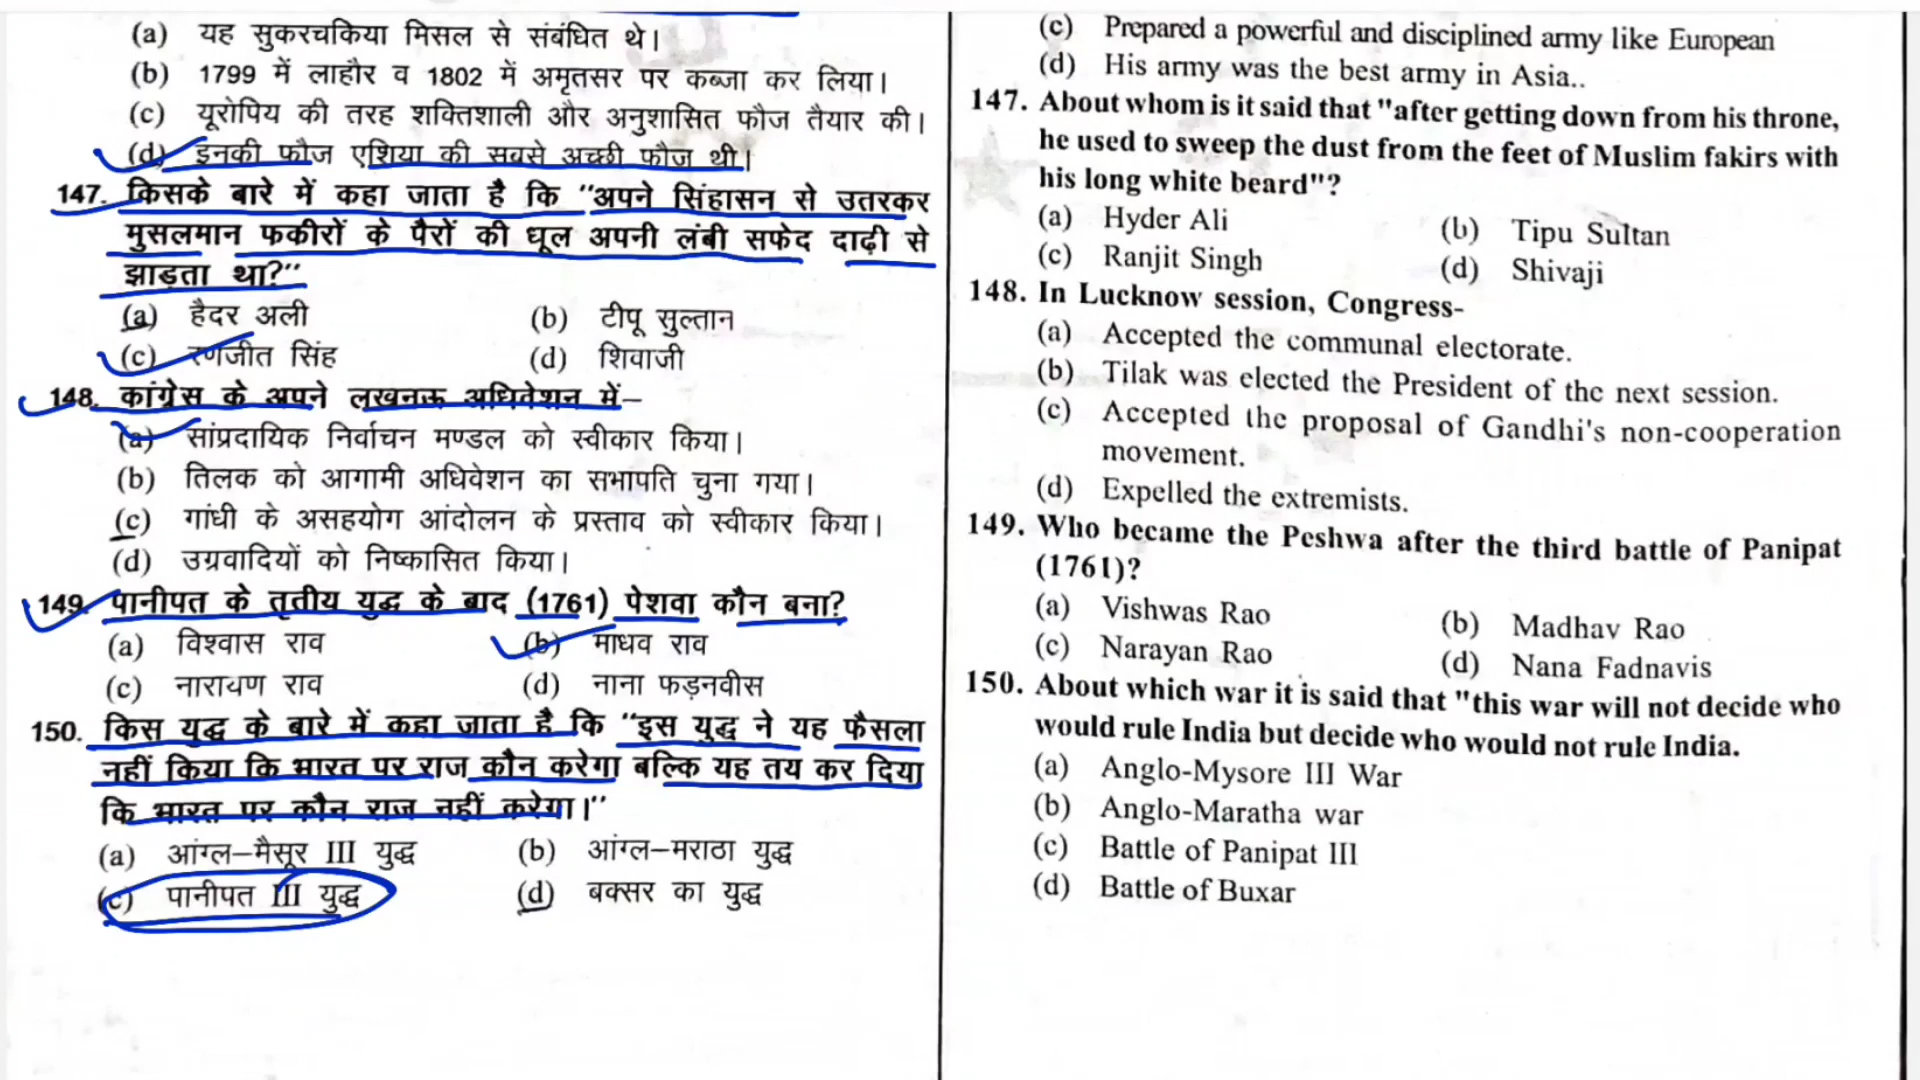 (a) यह सुकरचकिया मिसल से संबंधित थे।
(b) 1799 में लाहौर व 1802 में अमृतसर पर कब्जा कर लिया।
(c) यूरोपिय की तरह शक्तिशाली और अनुशासित फौज तैयार की।
(d) इनकी फौज एशिया की सबसे अच्छी फौज थी।
147. किसके बारे में कहा जाता है कि "अपने सिंहासन से उतरकर
मुसलमान फकीरों के पैरों की धूल अपनी लंबी सफेद दाढ़ी से
झाड़ता था?"
(a) हैदर अली (b) टीपू सुल्तान
(c) रणजीत सिंह (d) शिवाजी
148. कांग्रेस के अपने लखनऊ अधिवेशन में–
(a) सांप्रदायिक निर्वाचन मण्डल को स्वीकार किया।
(b) तिलक को आगामी अधिवेशन का सभापति चुना गया।
(c) गांधी के असहयोग आंदोलन के प्रस्ताव को स्वीकार किया।
(d) उग्रवादियों को निष्कासित किया।
149. पानीपत के तृतीय युद्ध के बाद (1761) पेशवा कौन बना?
(a) विश्वास राव (b) माधव राव
(c) नारायण राव (d) नाना फड़नवीस
150. किस युद्ध के बारे में कहा जाता है कि "इस युद्ध ने यह फैसला
नहीं किया कि भारत पर राज कौन करेगा बल्कि यह तय कर दिया
कि भारत पर कौन राज नहीं करेगा।"
(a) आंग्ल–मैसूर III युद्ध (b) आंग्ल–मराठा युद्ध
(c) पानीपत III युद्ध (d) बक्सर का युद्ध
(c) Prepared a powerful and disciplined army like European
(d) His army was the best army in Asia..
147. About whom is it said that "after getting down from his throne,
he used to sweep the dust from the feet of Muslim fakirs with
his long white beard"?
(a) Hyder Ali (b) Tipu Sultan
(c) Ranjit Singh (d) Shivaji
148. In Lucknow session, Congress-
(a) Accepted the communal electorate.
(b) Tilak was elected the President of the next session.
(c) Accepted the proposal of Gandhi's non-cooperation
movement.
(d) Expelled the extremists.
149. Who became the Peshwa after the third battle of Panipat
(1761)?
(a) Vishwas Rao (b) Madhav Rao
(c) Narayan Rao (d) Nana Fadnavis
150. About which war it is said that "this war will not decide who
would rule India but decide who would not rule India.
(a) Anglo-Mysore III War
(b) Anglo-Maratha war
(c) Battle of Panipat III
(d) Battle of Buxar